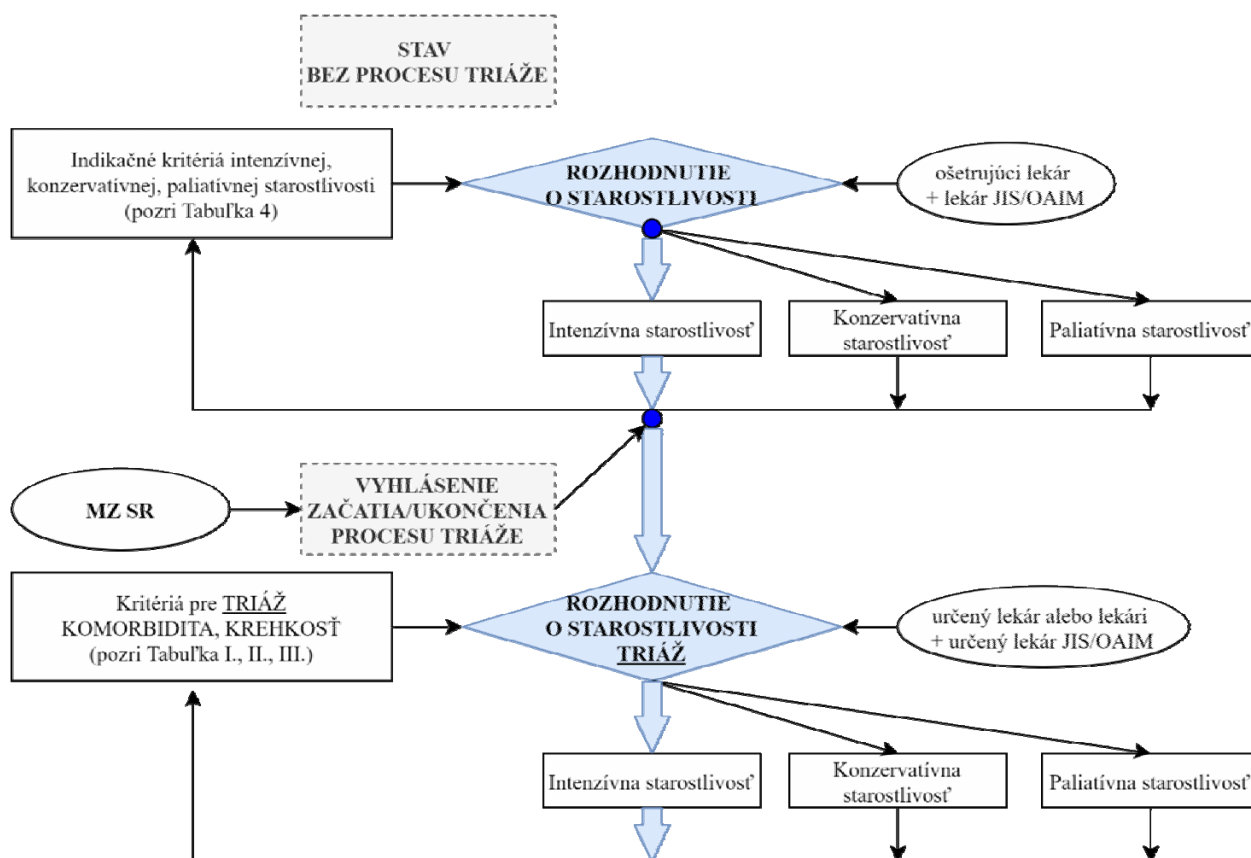 STAV
BEZ PROCESU TRIÁŽE
Indikačné kritériá intenzívnej,
konzervatívnej, paliatívnej starostlivosti
(pozri Tabuľka 4)
ROZHODNUTIE
O STAROSTLIVOSTI
ošetrujúci lekár
+ lekár JIS/OAIM
Intenzívna starostlivosť
Konzervatívna
starostlivosť
Paliatívna starostlivosť
MZ SR
VYHLÁSENIE
ZAČATIA/UKONČENIA
PROCESU TRIÁŽE
Kritériá pre TRIÁŽ
KOMORBIDITA, KREHKOSŤ
(pozri Tabuľka I., II., III.)
ROZHODNUTIE
O STAROSTLIVOSTI
TRIÁŽ
určený lekár alebo lekári
+ určený lekár JIS/OAIM
Intenzívna starostlivosť
Konzervatívna
starostlivosť
Paliatívna starostlivosť